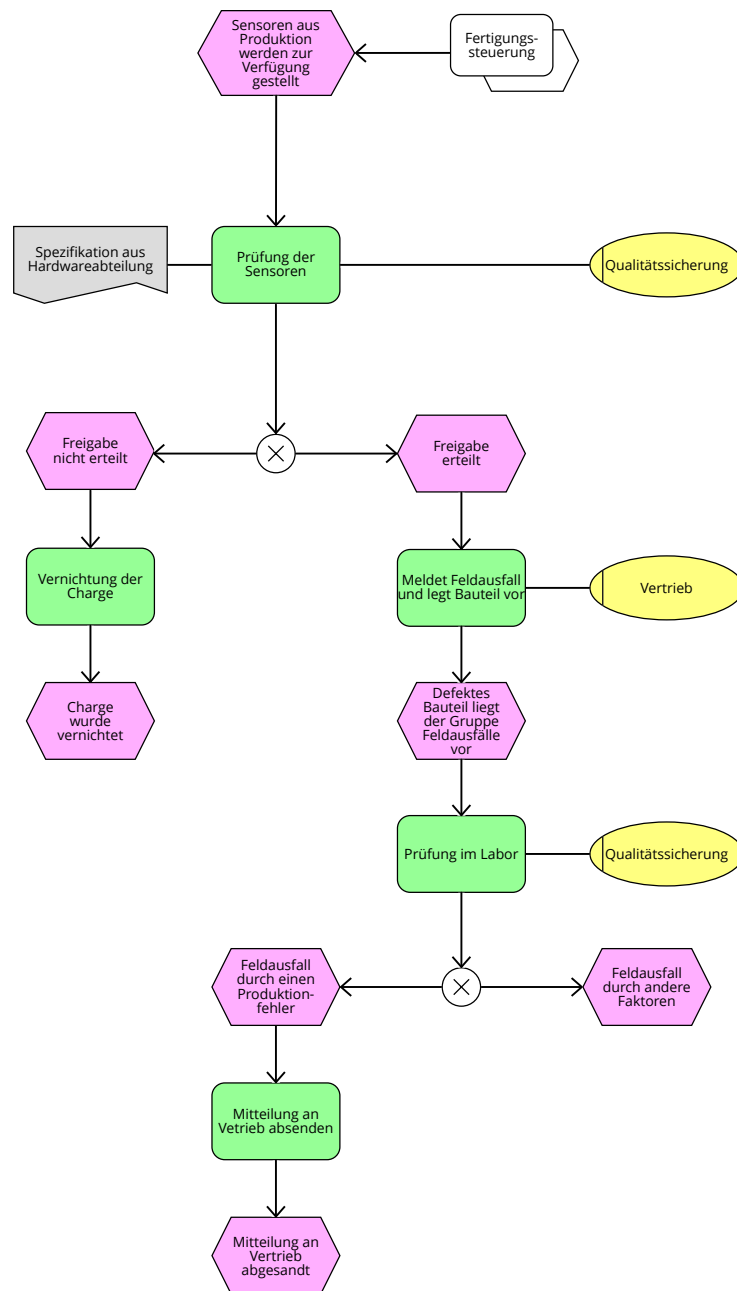 Sensoren aus
Produktion
werden zur
Verfügung
gestellt
Fertigungs-
steuerung
Spezifikation aus
Hardwareabteilung
Prüfung der
Sensoren
Qualitätssicherung
Freigabe
nicht erteilt
Freigabe
erteilt
Vernichtung der
Charge
Meldet Feldausfall
und legt Bauteil vor
Vertrieb
Charge
wurde
vernichtet
Defektes
Bauteil liegt
der Gruppe
Feldausfälle
vor
Prüfung im Labor
Qualitätssicherung
Feldausfall
durch einen
Produktion-
fehler
Feldausfall
durch andere
Faktoren
Mitteilung an
Vetrieb absenden
Mitteilung an
Vertrieb
abgesandt